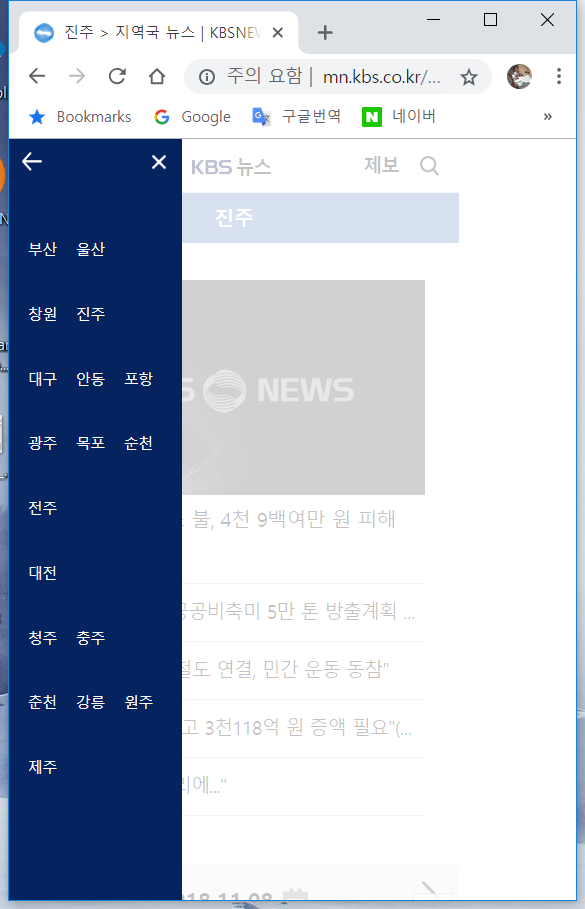 진주 > 지역국 뉴스 | KBSNEW
주의 요함 | mn.kbs.co.kr/...
Bookmarks Google 구글번역 네이버 »
KBS 뉴스 제보
진주
부산 울산
창원 진주
대구 안동 포항
NEWS
광주 목포 순천
전주
불, 4천 9백여만 원 피해
대전
공공비축미 5만 톤 방출계획 ...
청주 충주
철도 연결, 민간 운동 동참"
춘천 강릉 원주
고 3천118억 원 증액 필요"(...
제주
리에..."
018-11-08